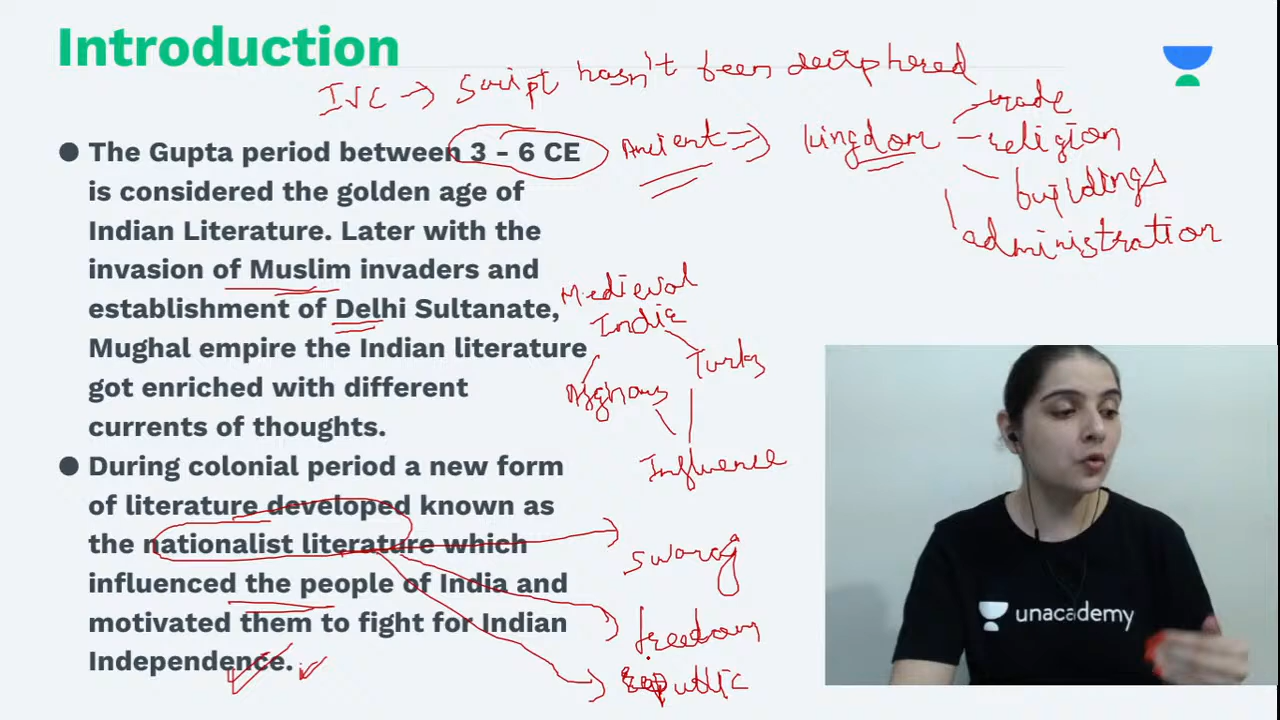 Introduction
IVC → Script hasn't been deciphered
● The Gupta period between 3 - 6 CE
is considered the golden age of
Indian Literature. Later with the
invasion of Muslim invaders and
establishment of Delhi Sultanate,
Mughal empire the Indian literature
got enriched with different
currents of thoughts.
● During colonial period a new form
of literature developed known as
the nationalist literature which
influenced the people of India and
motivated them to fight for Indian
Independence.
Ancient ⇒ kingdom
trade
religion
buildings
administration
Medieval
India
Turks
Afghans
Influence
swaraj
freedom
republic
unacademy